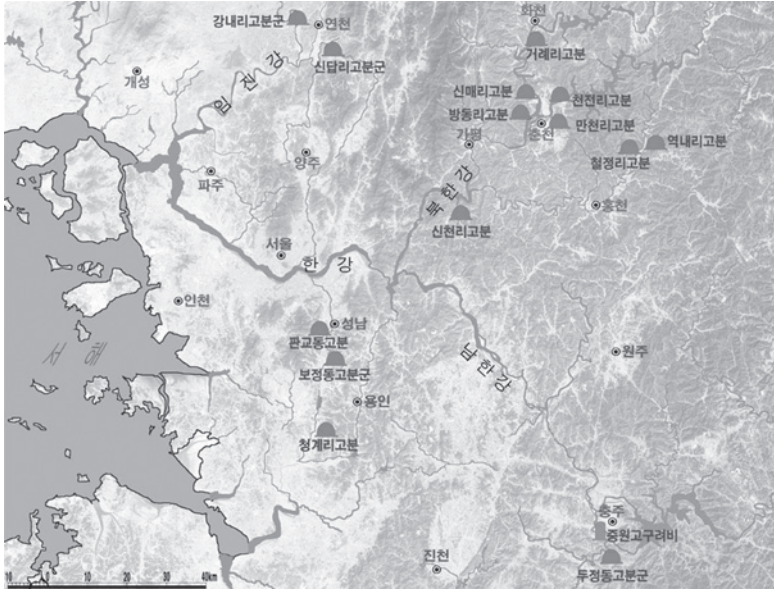 강내리고분군
연천
신답리고분군
화천
거례리고분
개성
임진강
신매리고분
천전리고분
방동리고분
춘천
만천리고분
역내리고분
철정리고분
가평
양주
파주
북한강
신천리고분
홍천
서울
한강
인천
성남
판교동고분
보정동고분군
서해
남한강
원주
용인
청계리고분
충주
중원고구려비
두정동고분군
진천
10 0 10 20 30 40km